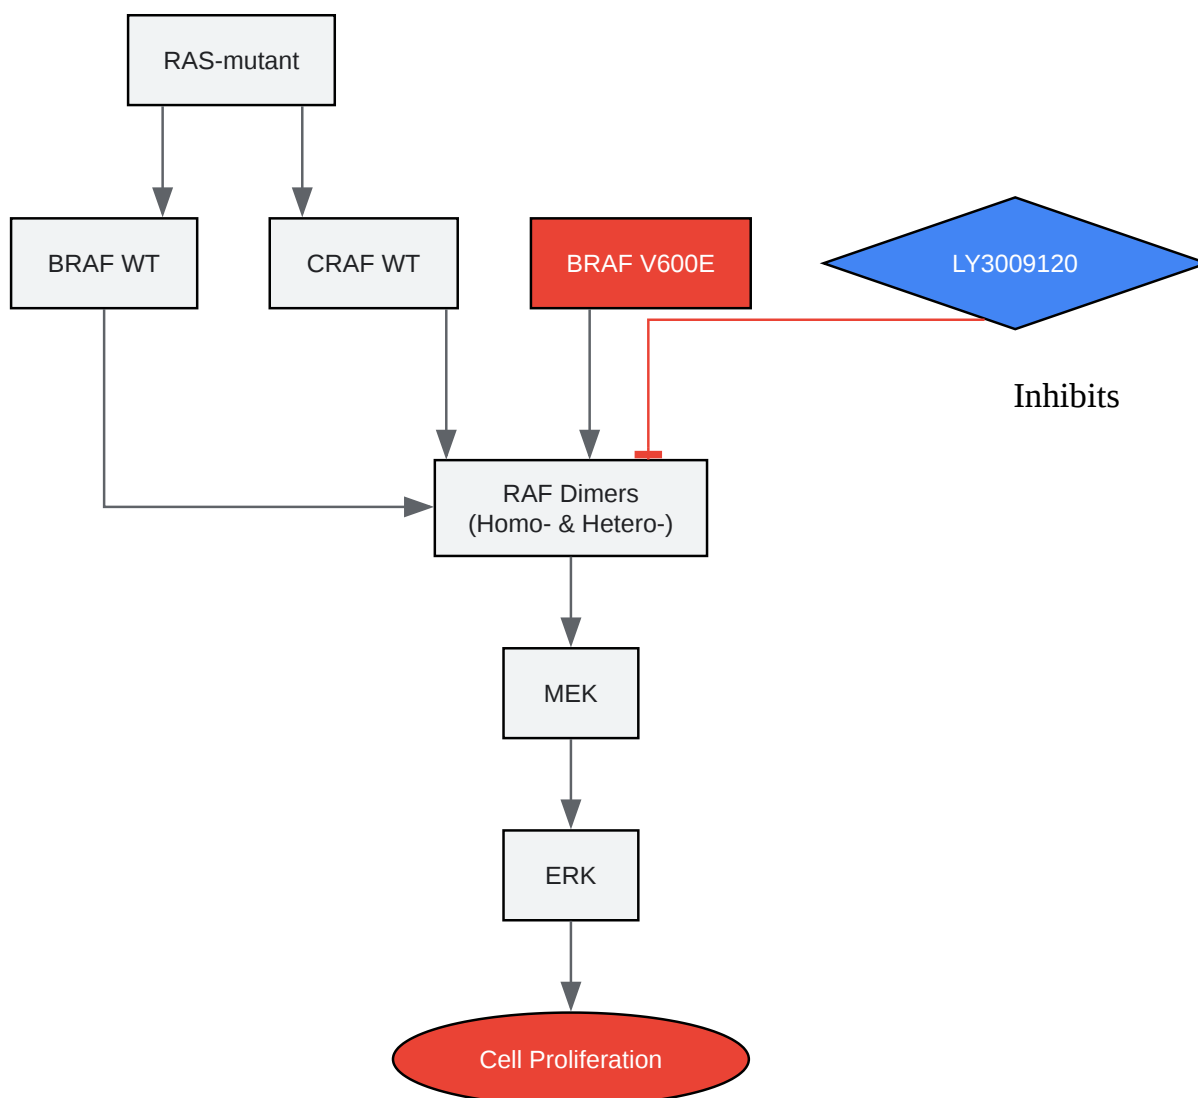 RAS-mutant
BRAF WT
CRAF WT
BRAF V600E
LY3009120
Inhibits
RAF Dimers
(Homo- & Hetero-)
MEK
ERK
Cell Proliferation